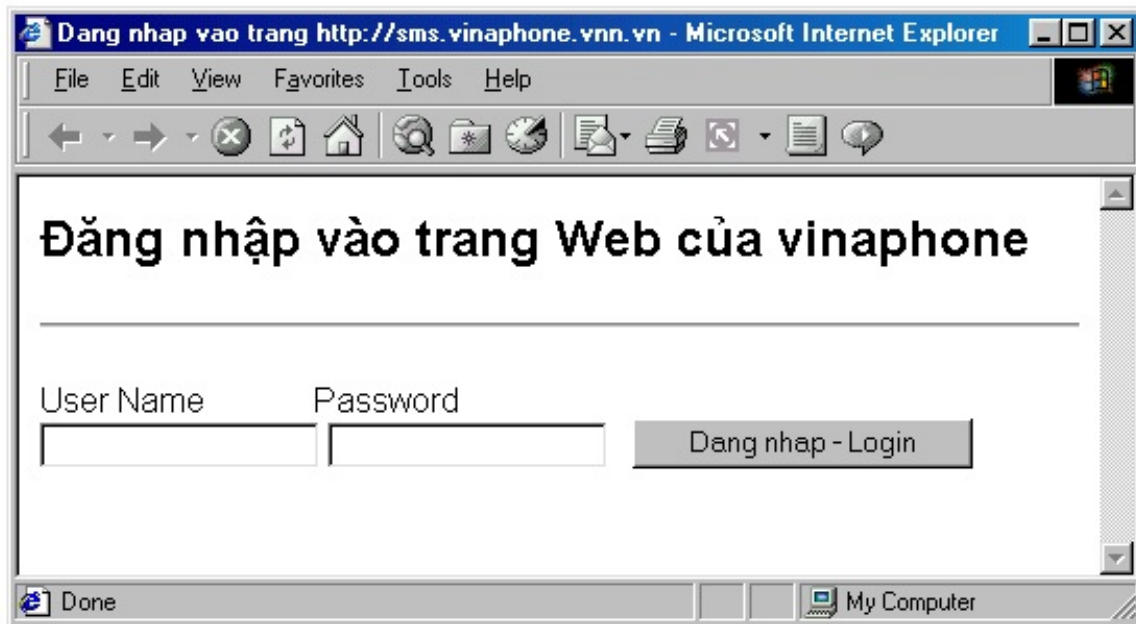 Dang nhap vao trang http://sms.vinaphone.vnn.vn - Microsoft Internet Explorer
File Edit View Favorites Tools Help
Đăng nhập vào trang Web của vinaphone
User Name Password
Dang nhap - Login
Done My Computer